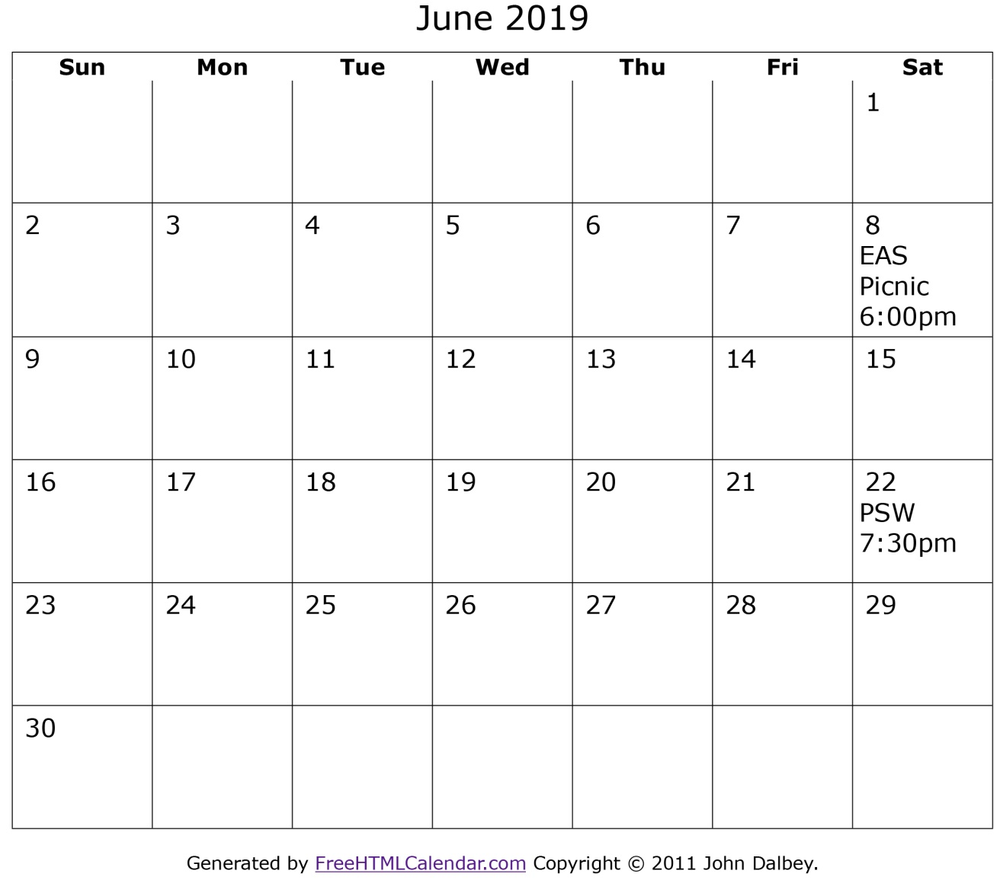 June 2019
Sun Mon Tue Wed Thu Fri Sat
1
2 3 4 5 6 7 8
EAS
Picnic
6:00pm
9 10 11 12 13 14 15
16 17 18 19 20 21 22
PSW
7:30pm
23 24 25 26 27 28 29
30
Generated by FreeHTMLCalendar.com Copyright © 2011 John Dalbey.